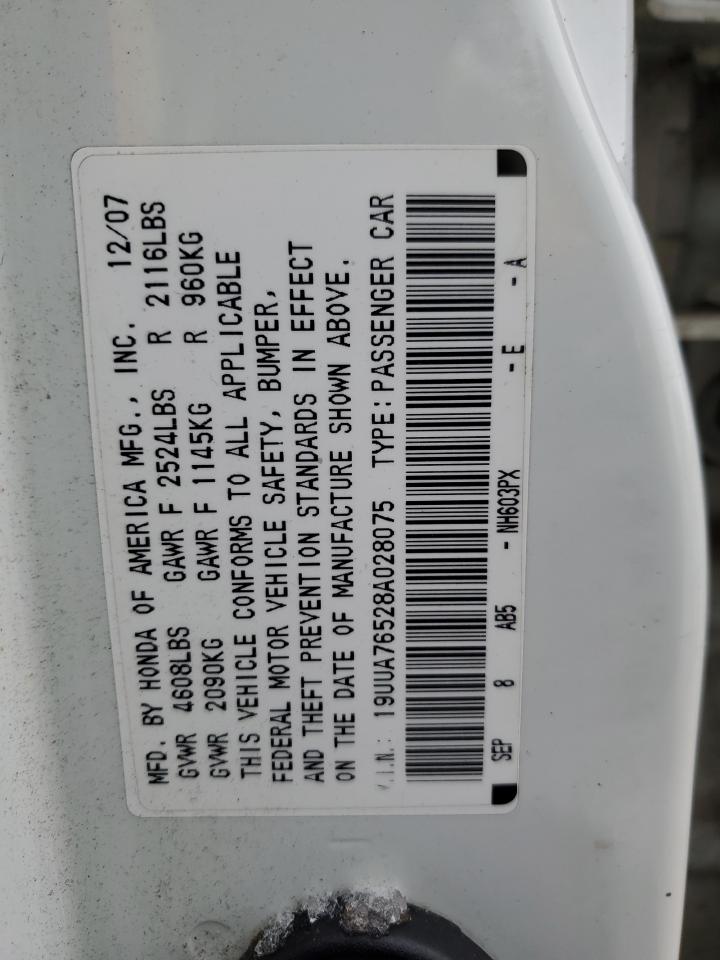 MFD. BY HONDA OF AMERICA MFG., INC. 12/07
GVWR 4608LBS GAWR F 2524LBS R 2116LBS
GVWR 2090KG GAWR F 1145KG R 960KG
THIS VEHICLE CONFORMS TO ALL APPLICABLE
FEDERAL MOTOR VEHICLE SAFETY, BUMPER,
AND THEFT PREVENTION STANDARDS IN EFFECT
ON THE DATE OF MANUFACTURE SHOWN ABOVE.
V.I.N.: 19UUA76528A028075 TYPE: PASSENGER CAR
SEP 8 AB5 - NH603PX - E - A